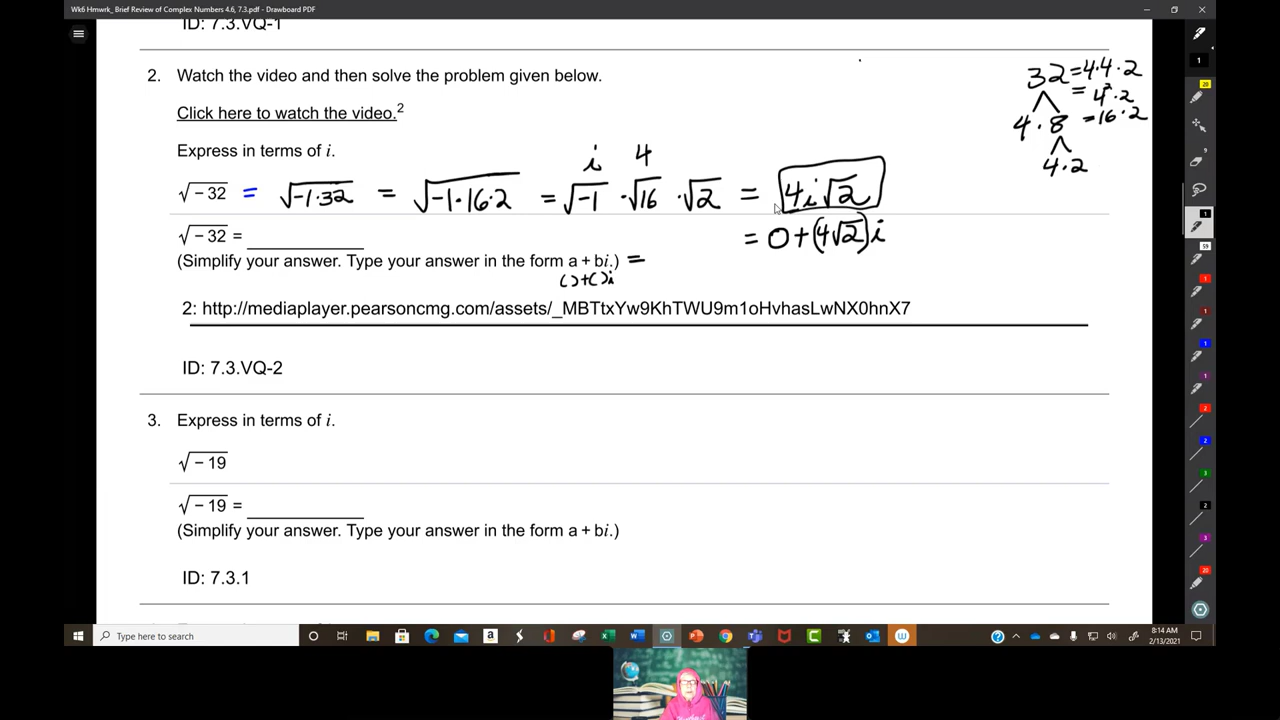 Wk6 Hmwrk_ Brief Review of Complex Numbers 4.6, 7.3.pdf - Drawboard PDF
ID: 7.3.VQ-1
2. Watch the video and then solve the problem given below.
Click here to watch the video.2
32 = 4·4·2
= 4²·2
= 16·2
4 · 8
4·2
Express in terms of i.
i 4
√-32 = √-1·32 = √-1·16·2 = √-1 · √16 · √2 = 4i√2
= 0+(4√2)i
√-32 =
(Simplify your answer. Type your answer in the form a + bi.) =
( )+( )i
2: http://mediaplayer.pearsoncmg.com/assets/_MBTtxYw9KhTWU9m1oHvhasLwNX0hnX7
ID: 7.3.VQ-2
3. Express in terms of i.
√-19
√-19 =
(Simplify your answer. Type your answer in the form a + bi.)
ID: 7.3.1
Type here to search
8:14 AM
2/13/2021